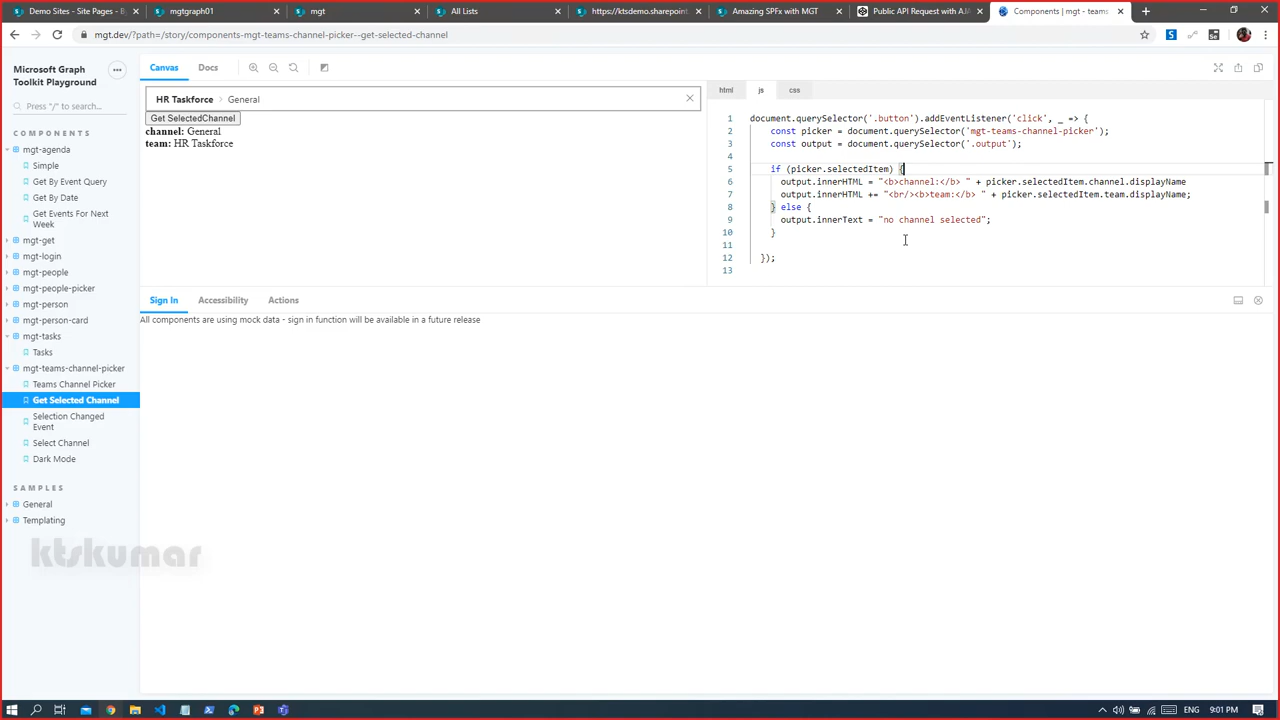 Demo Sites - Site Pages - B
mgtgraph01
mgt
All Lists
https://ktsdemo.sharepoint
Amazing SPFx with MGT
Public API Request with AJA
Components | mgt - teams
mgt.dev/?path=/story/components-mgt-teams-channel-picker--get-selected-channel
Microsoft Graph
Toolkit Playground
Press "/" to search...
COMPONENTS
mgt-agenda
Simple
Get By Event Query
Get By Date
Get Events For Next
Week
mgt-get
mgt-login
mgt-people
mgt-people-picker
mgt-person
mgt-person-card
mgt-tasks
Tasks
mgt-teams-channel-picker
Teams Channel Picker
Get Selected Channel
Selection Changed
Event
Select Channel
Dark Mode
SAMPLES
General
Templating
ktskumar
Canvas
Docs
HR Taskforce > General
Get SelectedChannel
channel: General
team: HR Taskforce
html
js
css
1 document.querySelector('.button').addEventListener('click', _ => {
2 const picker = document.querySelector('mgt-teams-channel-picker');
3 const output = document.querySelector('.output');
4
5 if (picker.selectedItem) {
6 output.innerHTML = "<b>channel:</b> " + picker.selectedItem.channel.displayName
7 output.innerHTML += "<br/><b>team:</b> " + picker.selectedItem.team.displayName;
8 } else {
9 output.innerText = "no channel selected";
10 }
11
12 });
13
Sign In
Accessibility
Actions
All components are using mock data - sign in function will be available in a future release
ENG
9:01 PM